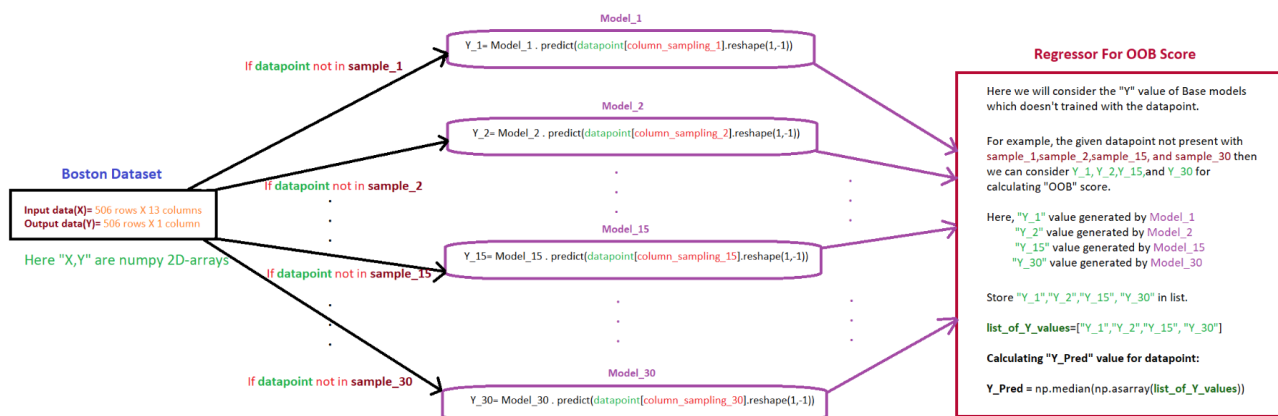 Boston Dataset
Input data(X)= 506 rows X 13 columns
Output data(Y)= 506 rows X 1 column
Here "X,Y" are numpy 2D-arrays
If datapoint not in sample_1
If datapoint not in sample_2
If datapoint not in sample_15
If datapoint not in sample_30
Model_1
Y_1= Model_1 . predict(datapoint[column_sampling_1].reshape(1,-1))
Model_2
Y_2= Model_2 . predict(datapoint[column_sampling_2].reshape(1,-1))
Model_15
Y_15= Model_15 . predict(datapoint[column_sampling_15].reshape(1,-1))
Model_30
Y_30= Model_30 . predict(datapoint[column_sampling_30].reshape(1,-1))
Regressor For OOB Score
Here we will consider the "Y" value of Base models
which doesn't trained with the datapoint.
For example, the given datapoint not present with
sample_1,sample_2,sample_15, and sample_30 then
we can consider Y_1, Y_2,Y_15,and Y_30 for
calculating "OOB" score.
Here, "Y_1" value generated by Model_1
"Y_2" value generated by Model_2
"Y_15" value generated by Model_15
"Y_30" value generated by Model_30
Store "Y_1","Y_2","Y_15", "Y_30" in list.
list_of_Y_values=["Y_1","Y_2","Y_15", "Y_30"]
Calculating "Y_Pred" value for datapoint:
Y_Pred = np.median(np.asarray(list_of_Y_values))